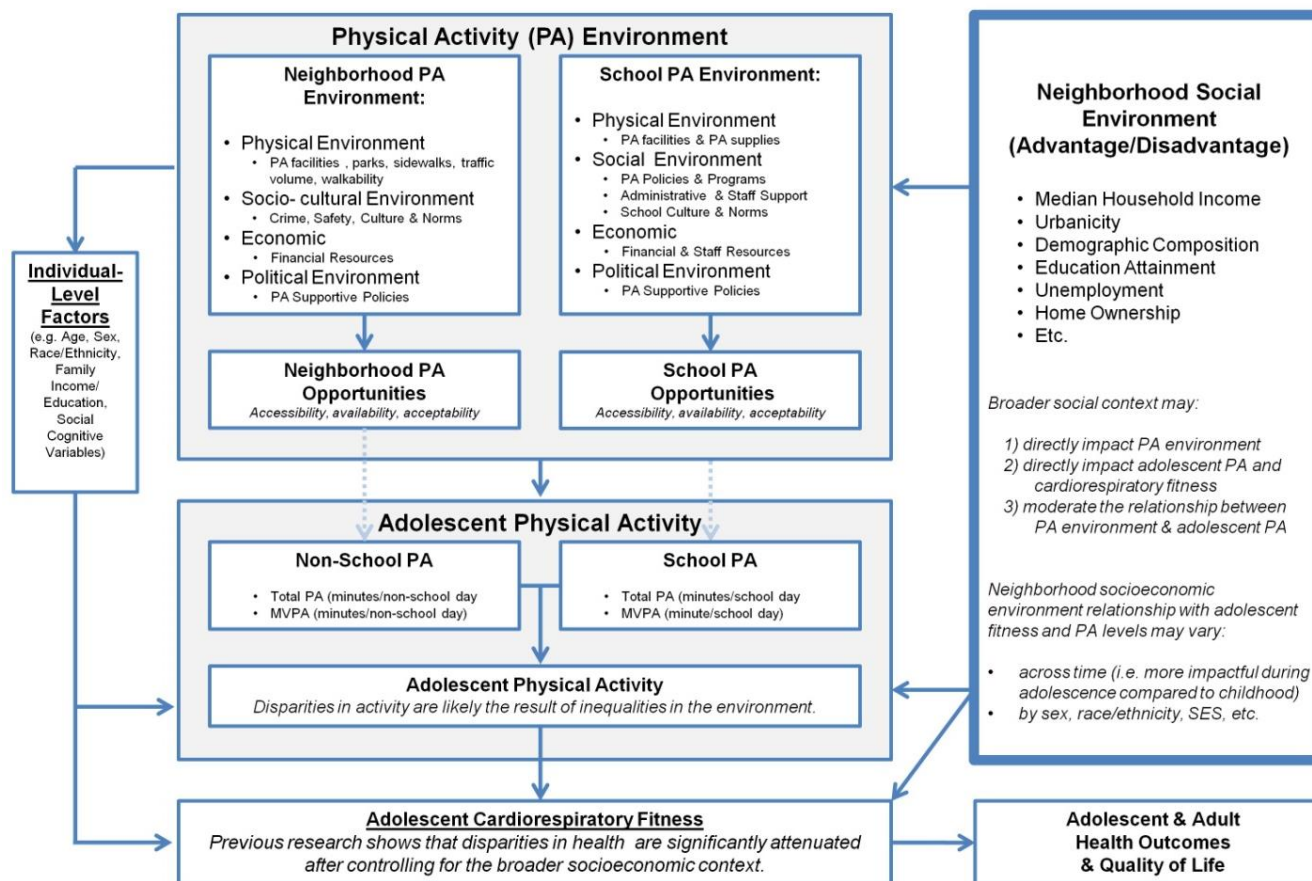 Physical Activity (PA) Environment
Neighborhood PA
Environment:
• Physical Environment
• PA facilities , parks, sidewalks, traffic
volume, walkability
• Socio- cultural Environment
• Crime, Safety, Culture & Norms
• Economic
• Financial Resources
• Political Environment
• PA Supportive Policies
School PA Environment:
• Physical Environment
• PA facilities & PA supplies
• Social Environment
• PA Policies & Programs
• Administrative & Staff Support
• School Culture & Norms
• Economic
• Financial & Staff Resources
• Political Environment
• PA Supportive Policies
Neighborhood PA
Opportunities
Accessibility, availability, acceptability
School PA
Opportunities
Accessibility, availability, acceptability
Individual-
Level
Factors
(e.g. Age, Sex,
Race/Ethnicity,
Family
Income/
Education,
Social
Cognitive
Variables)
Adolescent Physical Activity
Non-School PA
• Total PA (minutes/non-school day
• MVPA (minutes/non-school day)
School PA
• Total PA (minutes/school day
• MVPA (minute/school day)
Adolescent Physical Activity
Disparities in activity are likely the result of inequalities in the environment.
Adolescent Cardiorespiratory Fitness
Previous research shows that disparities in health are significantly attenuated
after controlling for the broader socioeconomic context.
Neighborhood Social
Environment
(Advantage/Disadvantage)
• Median Household Income
• Urbanicity
• Demographic Composition
• Education Attainment
• Unemployment
• Home Ownership
• Etc.
Broader social context may:
1) directly impact PA environment
2) directly impact adolescent PA and
cardiorespiratory fitness
3) moderate the relationship between
PA environment & adolescent PA
Neighborhood socioeconomic
environment relationship with adolescent
fitness and PA levels may vary:
• across time (i.e. more impactful during
adolescence compared to childhood)
• by sex, race/ethnicity, SES, etc.
Adolescent & Adult
Health Outcomes
& Quality of Life